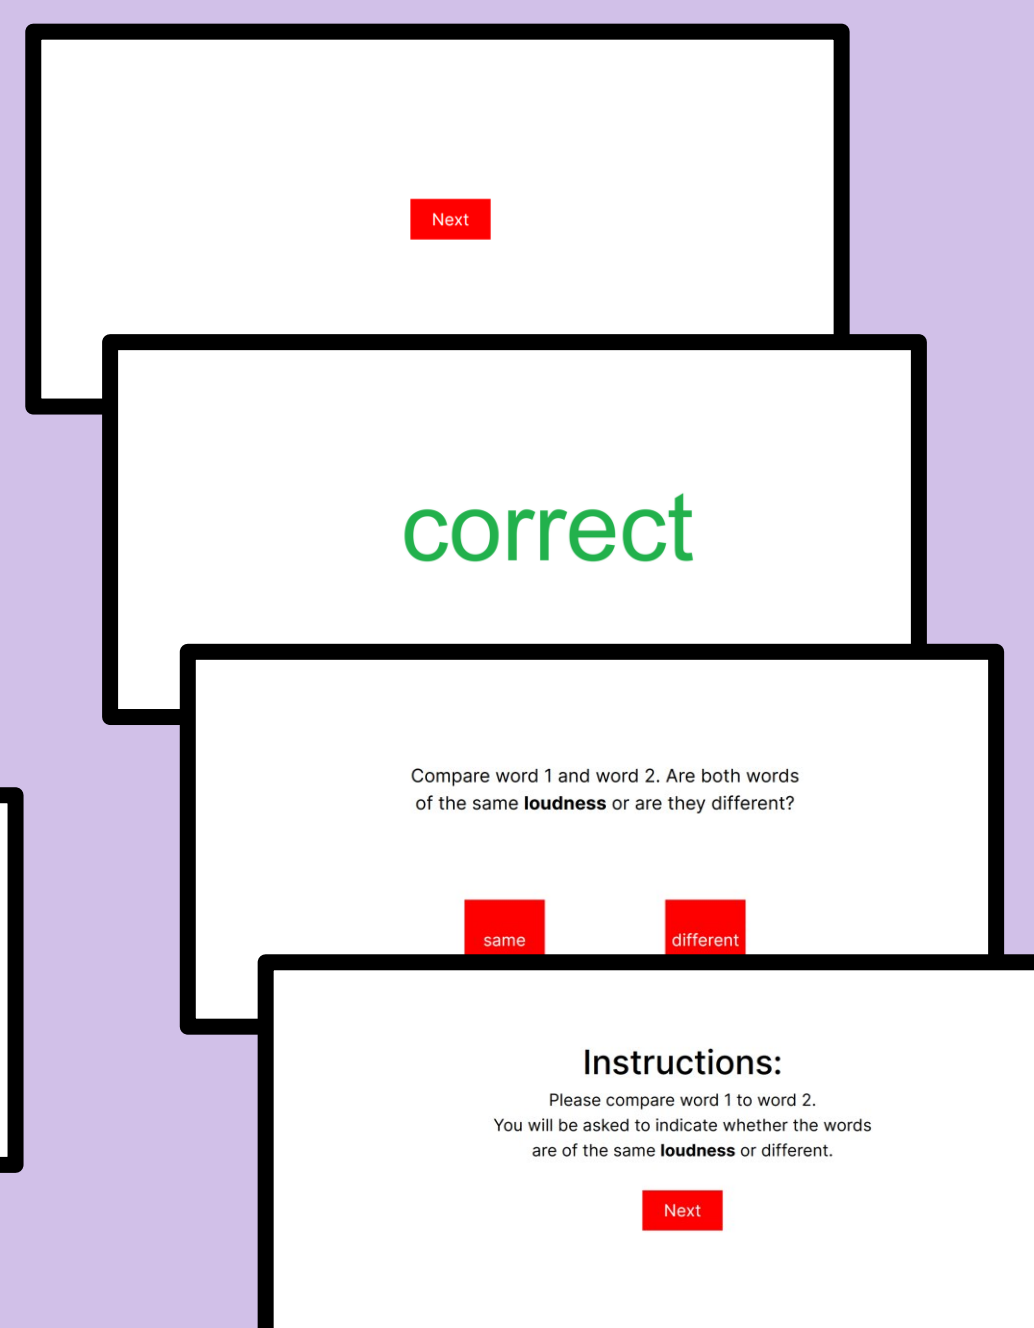 Next
correct
Compare word 1 and word 2. Are both words
of the same loudness or are they different?
same different
Instructions:
Please compare word 1 to word 2.
You will be asked to indicate whether the words
are of the same loudness or different.
Next